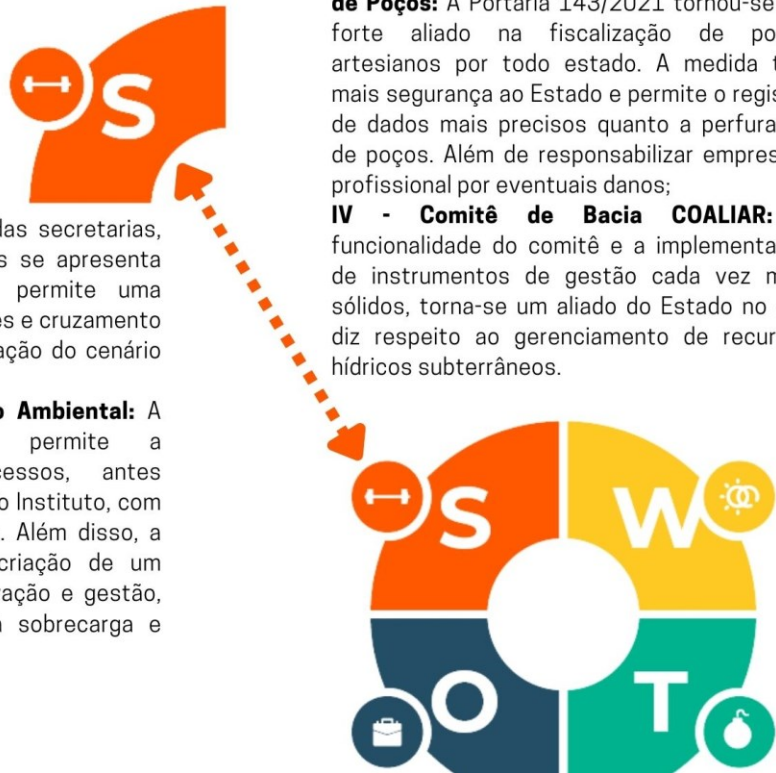 S
das secretarias,
s se apresenta
permite uma
es e cruzamento
ação do cenário
o Ambiental: A
permite a
cessos, antes
o Instituto, com
. Além disso, a
criação de um
ração e gestão,
sobrecarga e
de Poços: A Portaria 143/2021 tornou-se
forte aliado na fiscalização de po
artesianos por todo estado. A medida t
mais segurança ao Estado e permite o regis
de dados mais precisos quanto a perfura
de poços. Além de responsabilizar empres
profissional por eventuais danos;
IV - Comitê de Bacia COALIAR:
funcionalidade do comitê e a implementa
de instrumentos de gestão cada vez m
sólidos, torna-se um aliado do Estado no
diz respeito ao gerenciamento de recur
hídricos subterrâneos.
S W
O T